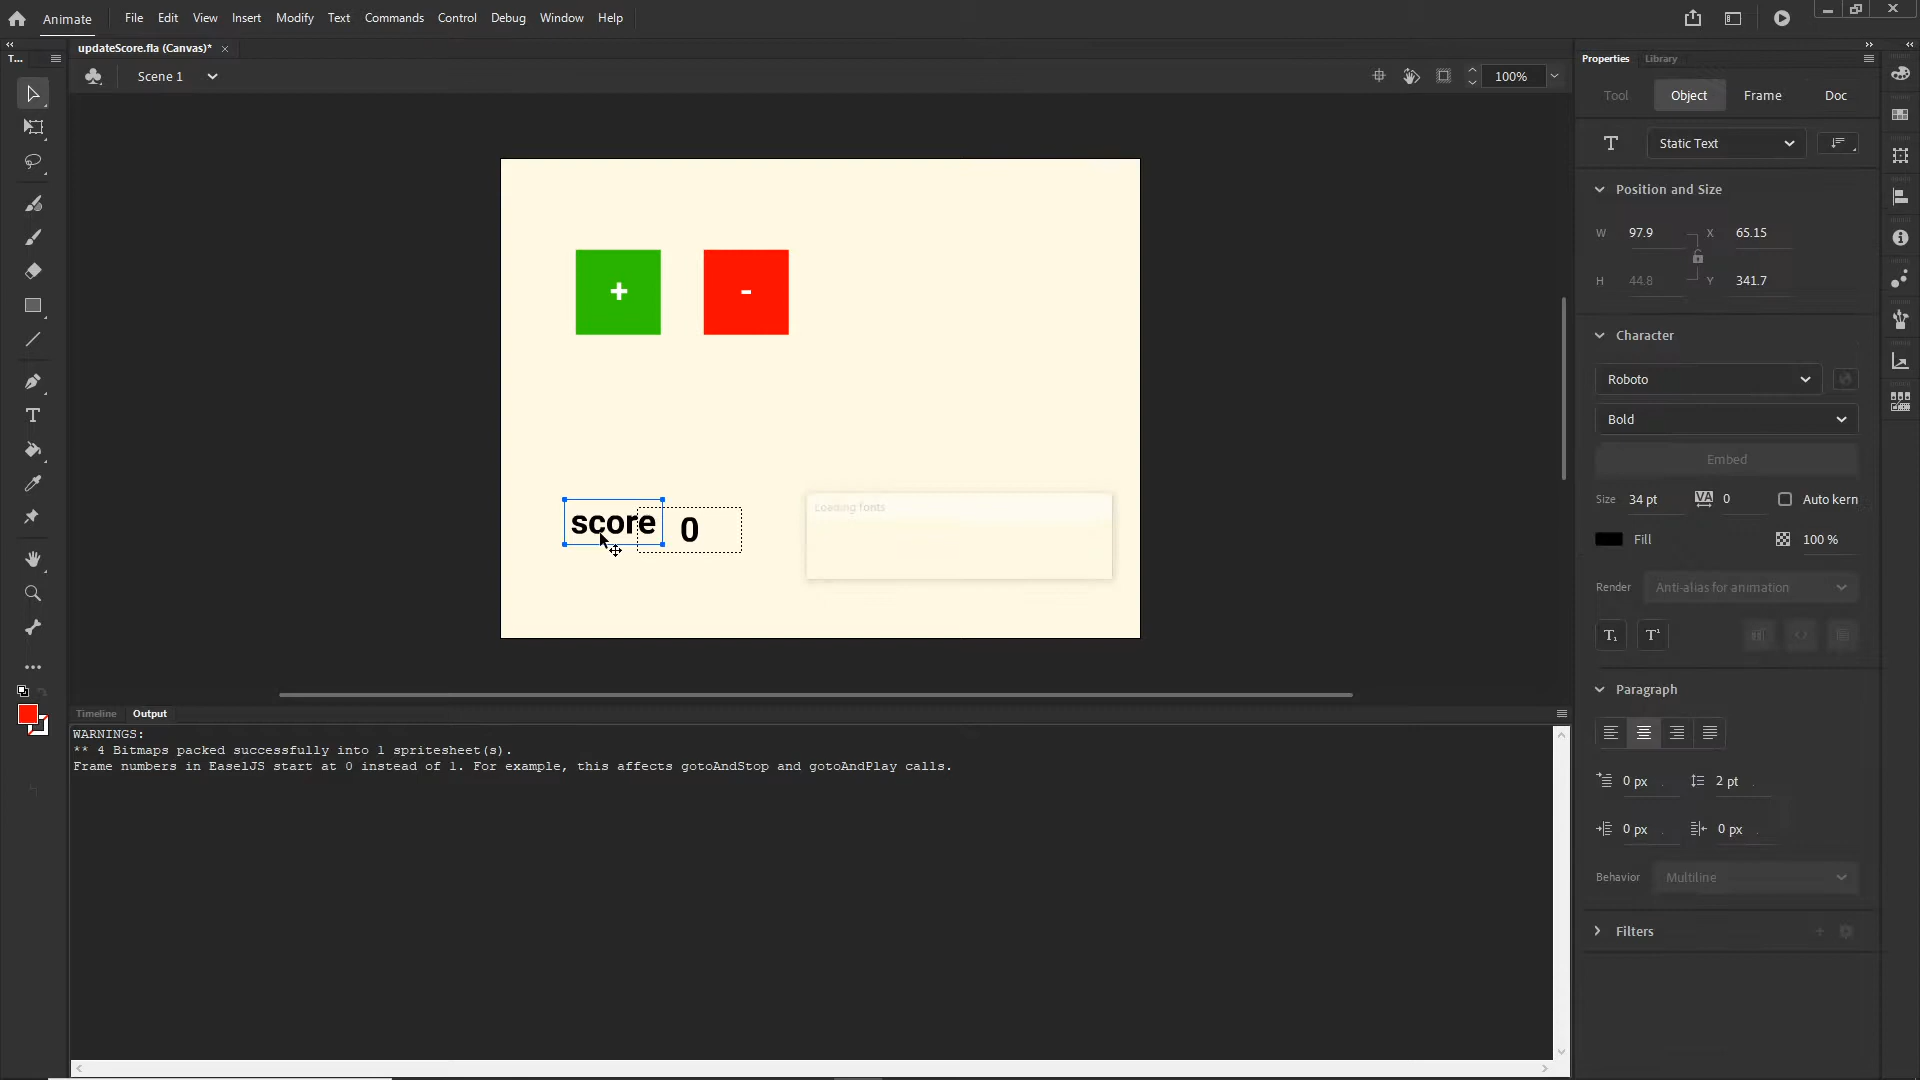 Animate File Edit View Insert Modify Text Commands Control Debug Window Help
T... updateScore.fla (Canvas)* Properties Library
Scene 1 100%
Tool Object Frame Doc
Static Text
Position and Size
W 97.9 X 65.15
H 44.8 Y 341.7
+ -
Character
Roboto
Bold
Embed
Size 34 pt VA 0 Auto kern
score 0
Loading fonts
Fill 100 %
Render Anti-alias for animation
T₁ T¹
Paragraph
0 px 2 pt
0 px 0 px
Behavior Multiline
Filters
Timeline Output
WARNINGS:
** 4 Bitmaps packed successfully into 1 spritesheet(s).
Frame numbers in EaselJS start at 0 instead of 1. For example, this affects gotoAndStop and gotoAndPlay calls.